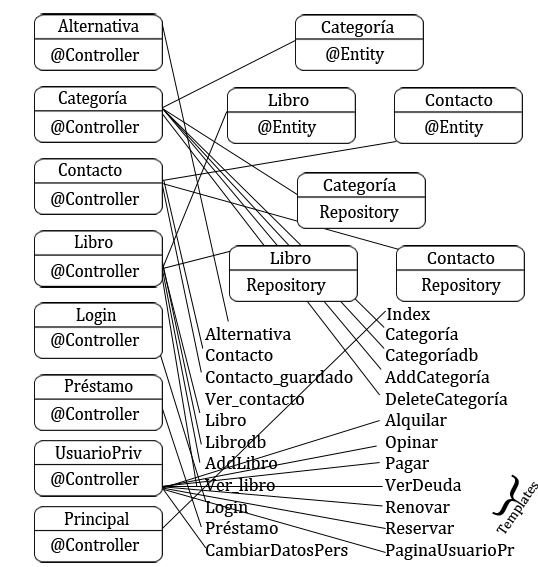 Alternativa
@Controller
Categoría
@Entity
Categoría
@Controller
Libro
@Entity
Contacto
@Entity
Contacto
@Controller
Categoría
Repository
Libro
@Controller
Libro
Repository
Contacto
Repository
Login
@Controller
Préstamo
@Controller
UsuarioPriv
@Controller
Principal
@Controller
Alternativa
Contacto
Contacto_guardado
Ver_contacto
Libro
Librodb
AddLibro
Ver_libro
Login
Préstamo
CambiarDatosPers
Index
Categoría
Categoríadb
AddCategoría
DeleteCategoría
Alquilar
Opinar
Pagar
VerDeuda
Renovar
Reservar
PaginaUsuarioPr
}
Templates